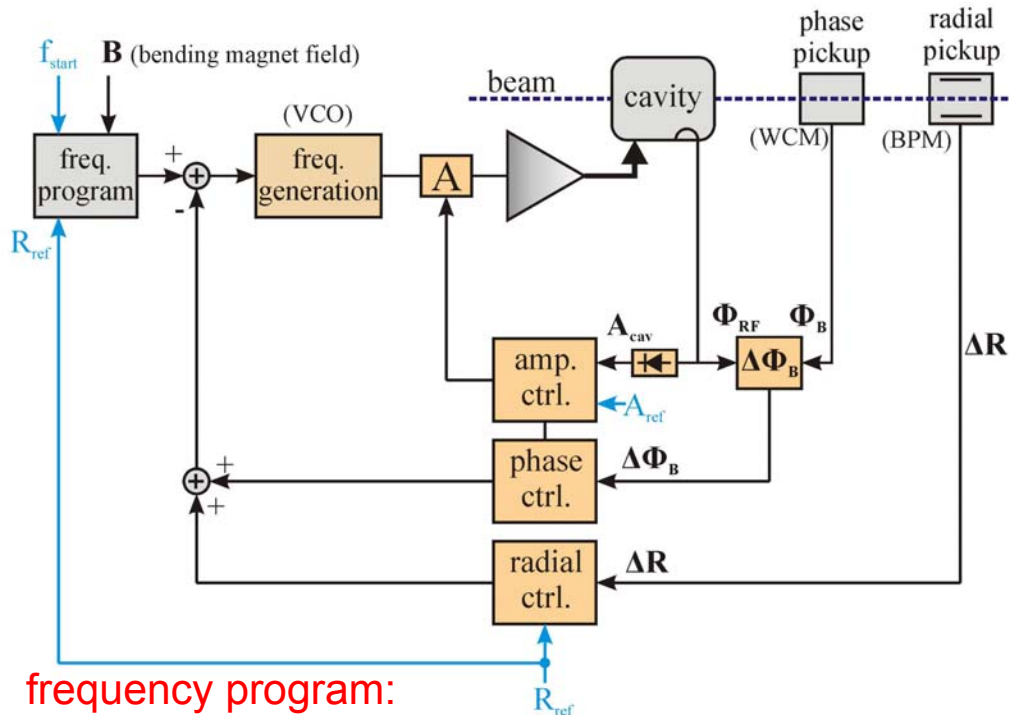 phase
pickup
radial
pickup
f_start
B (bending magnet field)
beam
cavity
(VCO)
(WCM)
(BPM)
freq.
program
+
+
-
freq.
generation
A
R_ref
Φ_RF
Φ_B
A_cav
ΔΦ_B
ΔR
amp.
ctrl.
A_ref
phase
ctrl.
ΔΦ_B
+
+
+
radial
ctrl.
ΔR
R_ref
frequency program: